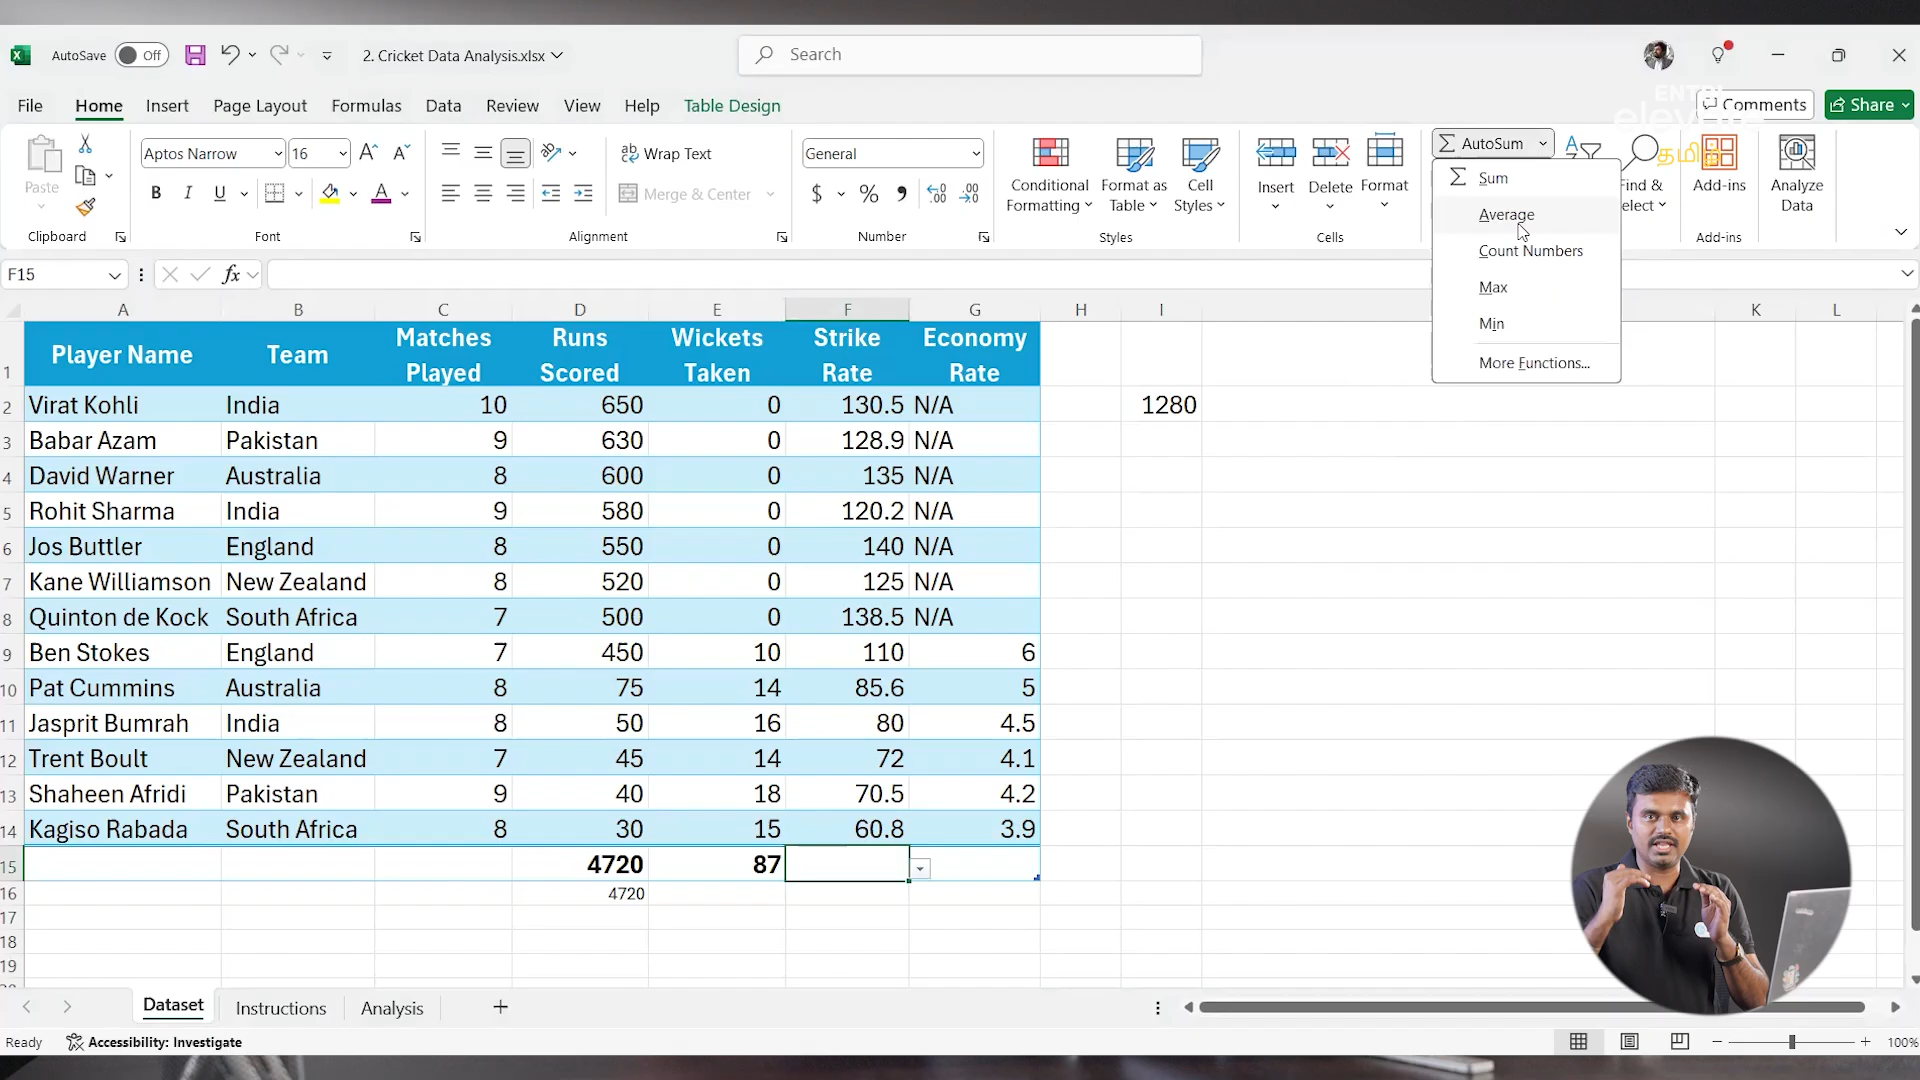 AutoSave Off 2. Cricket Data Analysis.xlsx Search
ENTRI
elevate
தமிழ்
File Home Insert Page Layout Formulas Data Review View Help Table Design Comments Share
Paste Aptos Narrow 16 Wrap Text General Conditional Formatting Format as Table Cell Styles Insert Delete Format AutoSum Find & Select Add-ins Analyze Data
B I U Merge & Center $ % 9
Clipboard Font Alignment Number Styles Cells Add-ins
Sum
Average
Count Numbers
Max
Min
More Functions...
F15 fx
A B C D E F G H I K L
1 Player Name Team Matches Played Runs Scored Wickets Taken Strike Rate Economy Rate
2 Virat Kohli India 10 650 0 130.5 N/A 1280
3 Babar Azam Pakistan 9 630 0 128.9 N/A
4 David Warner Australia 8 600 0 135 N/A
5 Rohit Sharma India 9 580 0 120.2 N/A
6 Jos Buttler England 8 550 0 140 N/A
7 Kane Williamson New Zealand 8 520 0 125 N/A
8 Quinton de Kock South Africa 7 500 0 138.5 N/A
9 Ben Stokes England 7 450 10 110 6
10 Pat Cummins Australia 8 75 14 85.6 5
11 Jasprit Bumrah India 8 50 16 80 4.5
12 Trent Boult New Zealand 7 45 14 72 4.1
13 Shaheen Afridi Pakistan 9 40 18 70.5 4.2
14 Kagiso Rabada South Africa 8 30 15 60.8 3.9
15 4720 87
16 4720
17
18
19
Dataset Instructions Analysis
Ready Accessibility: Investigate 100%